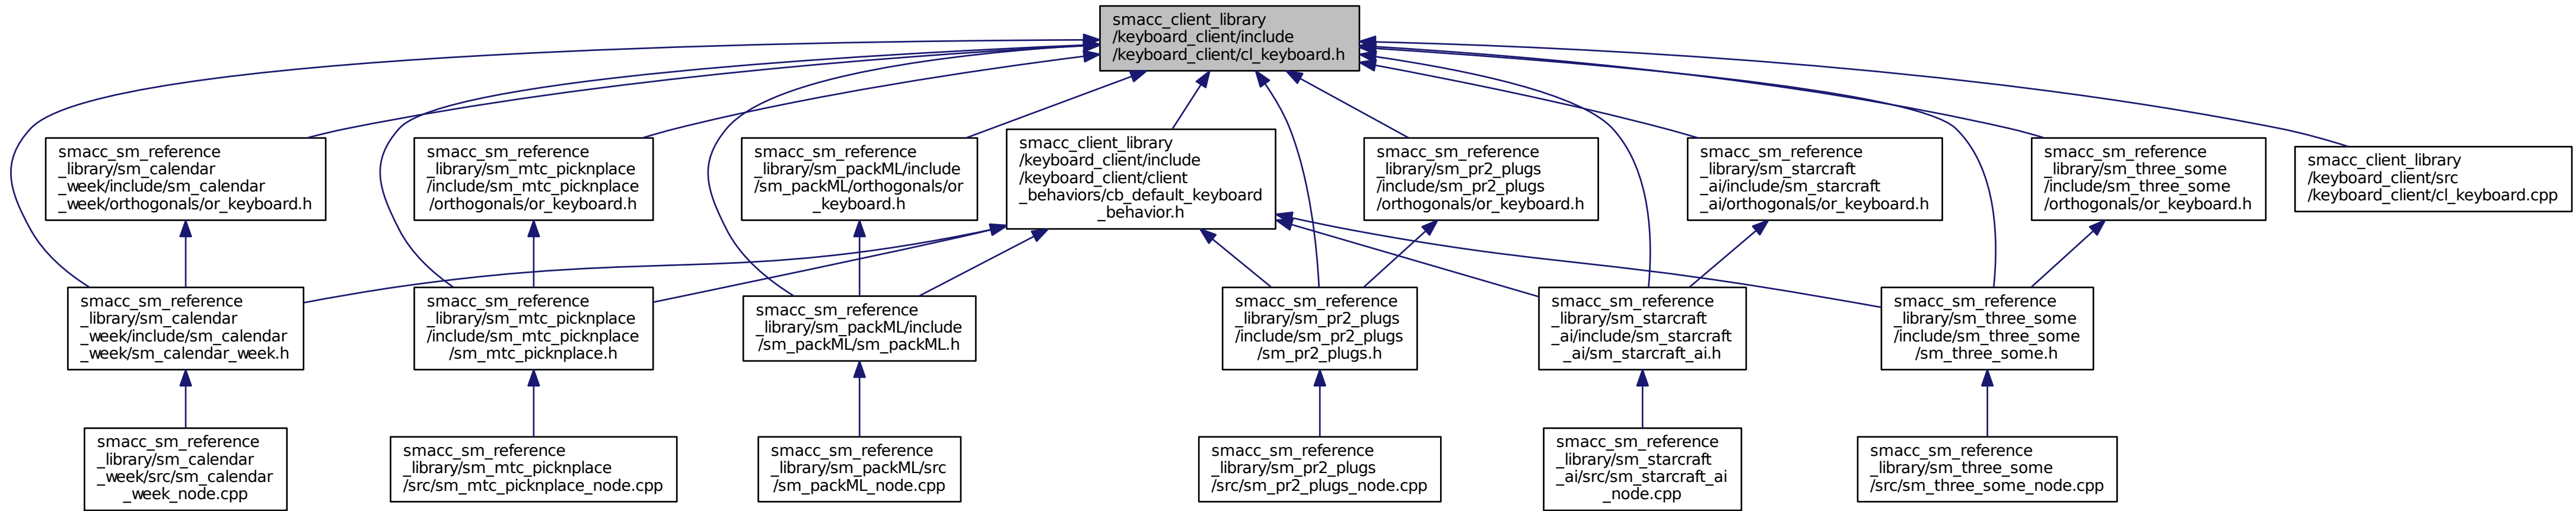 smacc_client_library
/keyboard_client/include
/keyboard_client/cl_keyboard.h
smacc_sm_reference
_library/sm_calendar
_week/include/sm_calendar
_week/orthogonals/or_keyboard.h
smacc_sm_reference
_library/sm_mtc_picknplace
/include/sm_mtc_picknplace
/orthogonals/or_keyboard.h
smacc_sm_reference
_library/sm_packML/include
/sm_packML/orthogonals/or
_keyboard.h
smacc_client_library
/keyboard_client/include
/keyboard_client/client
_behaviors/cb_default_keyboard
_behavior.h
smacc_sm_reference
_library/sm_pr2_plugs
/include/sm_pr2_plugs
/orthogonals/or_keyboard.h
smacc_sm_reference
_library/sm_starcraft
_ai/include/sm_starcraft
_ai/orthogonals/or_keyboard.h
smacc_sm_reference
_library/sm_three_some
/include/sm_three_some
/orthogonals/or_keyboard.h
smacc_client_library
/keyboard_client/src
/keyboard_client/cl_keyboard.cpp
smacc_sm_reference
_library/sm_calendar
_week/include/sm_calendar
_week/sm_calendar_week.h
smacc_sm_reference
_library/sm_mtc_picknplace
/include/sm_mtc_picknplace
/sm_mtc_picknplace.h
smacc_sm_reference
_library/sm_packML/include
/sm_packML/sm_packML.h
smacc_sm_reference
_library/sm_pr2_plugs
/include/sm_pr2_plugs
/sm_pr2_plugs.h
smacc_sm_reference
_library/sm_starcraft
_ai/include/sm_starcraft
_ai/sm_starcraft_ai.h
smacc_sm_reference
_library/sm_three_some
/include/sm_three_some
/sm_three_some.h
smacc_sm_reference
_library/sm_calendar
_week/src/sm_calendar
_week_node.cpp
smacc_sm_reference
_library/sm_mtc_picknplace
/src/sm_mtc_picknplace_node.cpp
smacc_sm_reference
_library/sm_packML/src
/sm_packML_node.cpp
smacc_sm_reference
_library/sm_pr2_plugs
/src/sm_pr2_plugs_node.cpp
smacc_sm_reference
_library/sm_starcraft
_ai/src/sm_starcraft_ai
_node.cpp
smacc_sm_reference
_library/sm_three_some
/src/sm_three_some_node.cpp